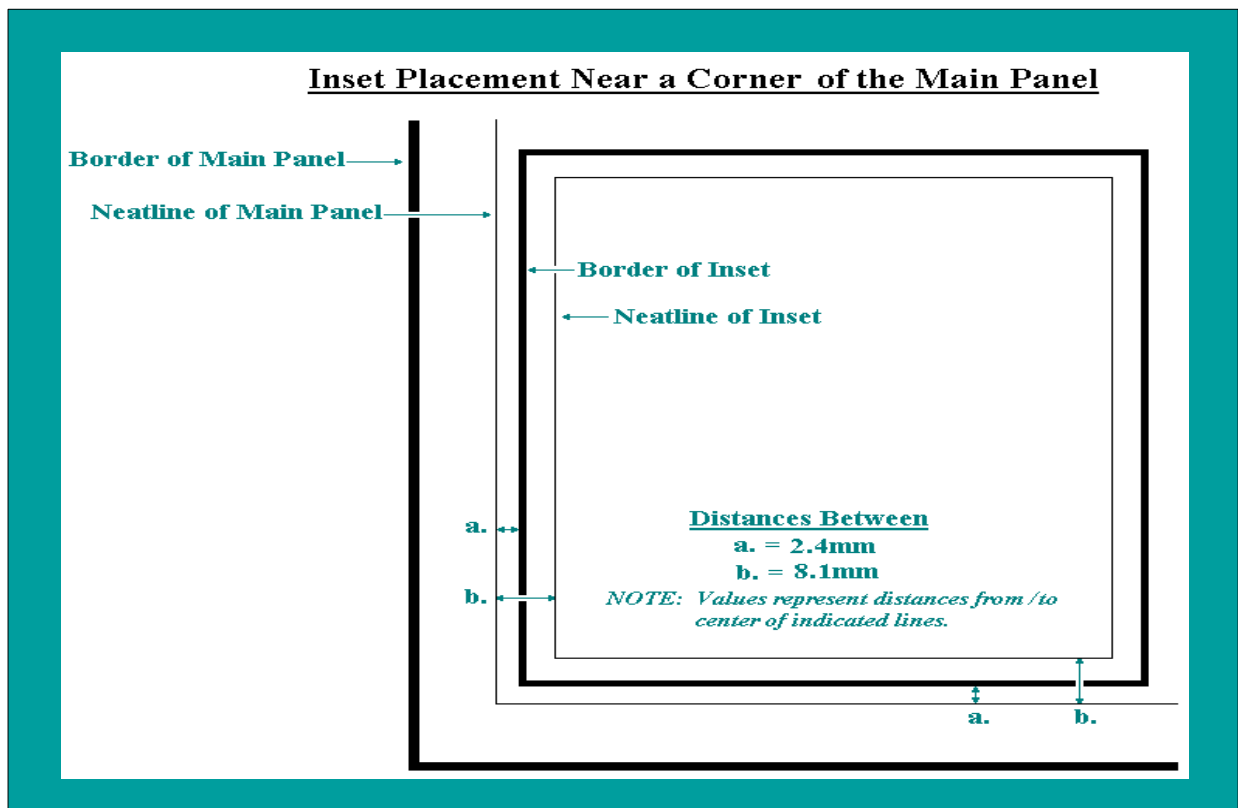 Inset Placement Near a Corner of the Main Panel
Border of Main Panel
Neatline of Main Panel
Border of Inset
Neatline of Inset
a.
Distances Between
a. = 2.4mm
b. = 8.1mm
b.
NOTE: Values represent distances from /to
center of indicated lines.
a.
b.